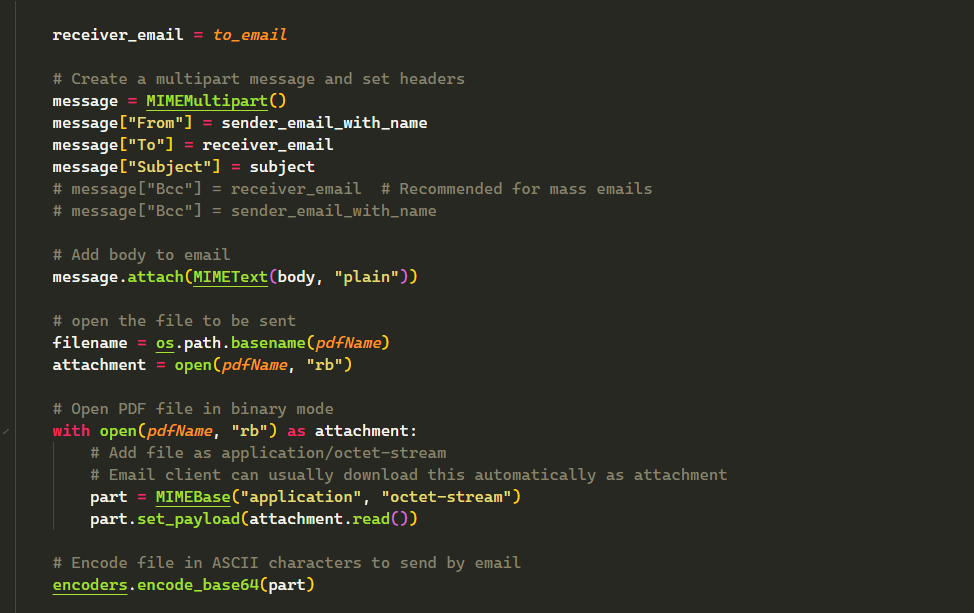 receiver_email = to_email
# Create a multipart message and set headers
message = MIMEMultipart()
message["From"] = sender_email_with_name
message["To"] = receiver_email
message["Subject"] = subject
# message["Bcc"] = receiver_email  # Recommended for mass emails
# message["Bcc"] = sender_email_with_name
# Add body to email
message.attach(MIMEText(body, "plain"))
# open the file to be sent
filename = os.path.basename(pdfName)
attachment = open(pdfName, "rb")
# Open PDF file in binary mode
with open(pdfName, "rb") as attachment:
    # Add file as application/octet-stream
    # Email client can usually download this automatically as attachment
    part = MIMEBase("application", "octet-stream")
    part.set_payload(attachment.read())
# Encode file in ASCII characters to send by email
encoders.encode_base64(part)